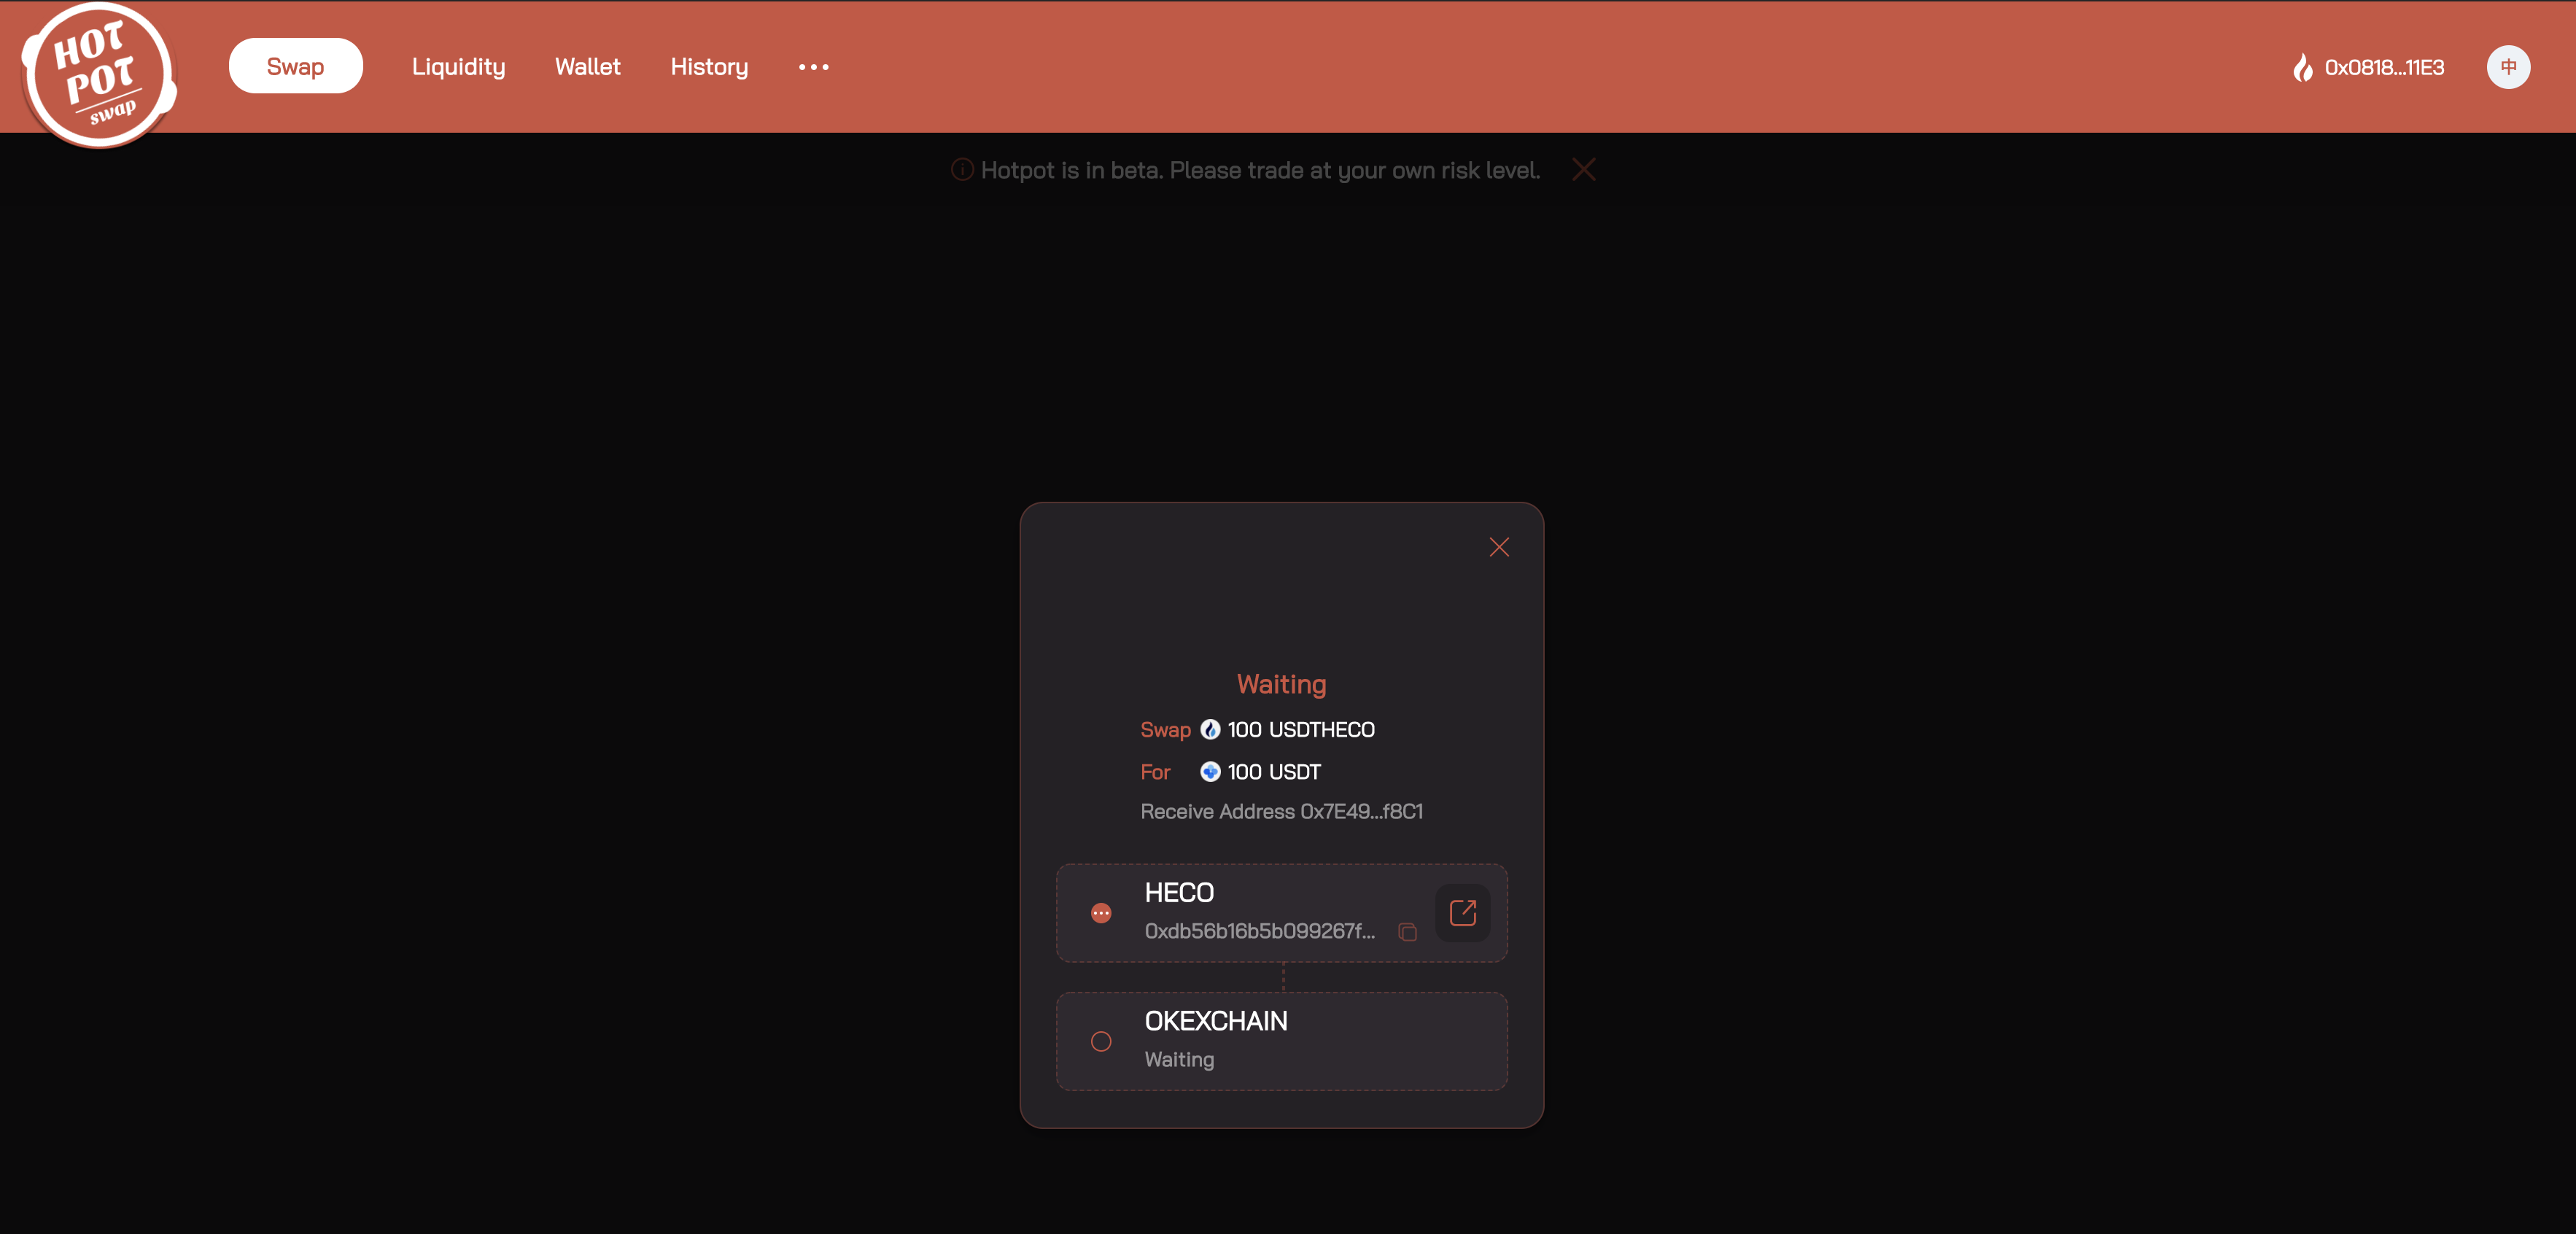 HOT
POT
swap
Swap
Liquidity
Wallet
History
0x0818...11E3
中
Hotpot is in beta. Please trade at your own risk level.
Waiting
Swap 100 USDTHECO
For 100 USDT
Receive Address 0x7E49...f8C1
HECO
0xdb56b16b5b099267f...
OKEXCHAIN
Waiting